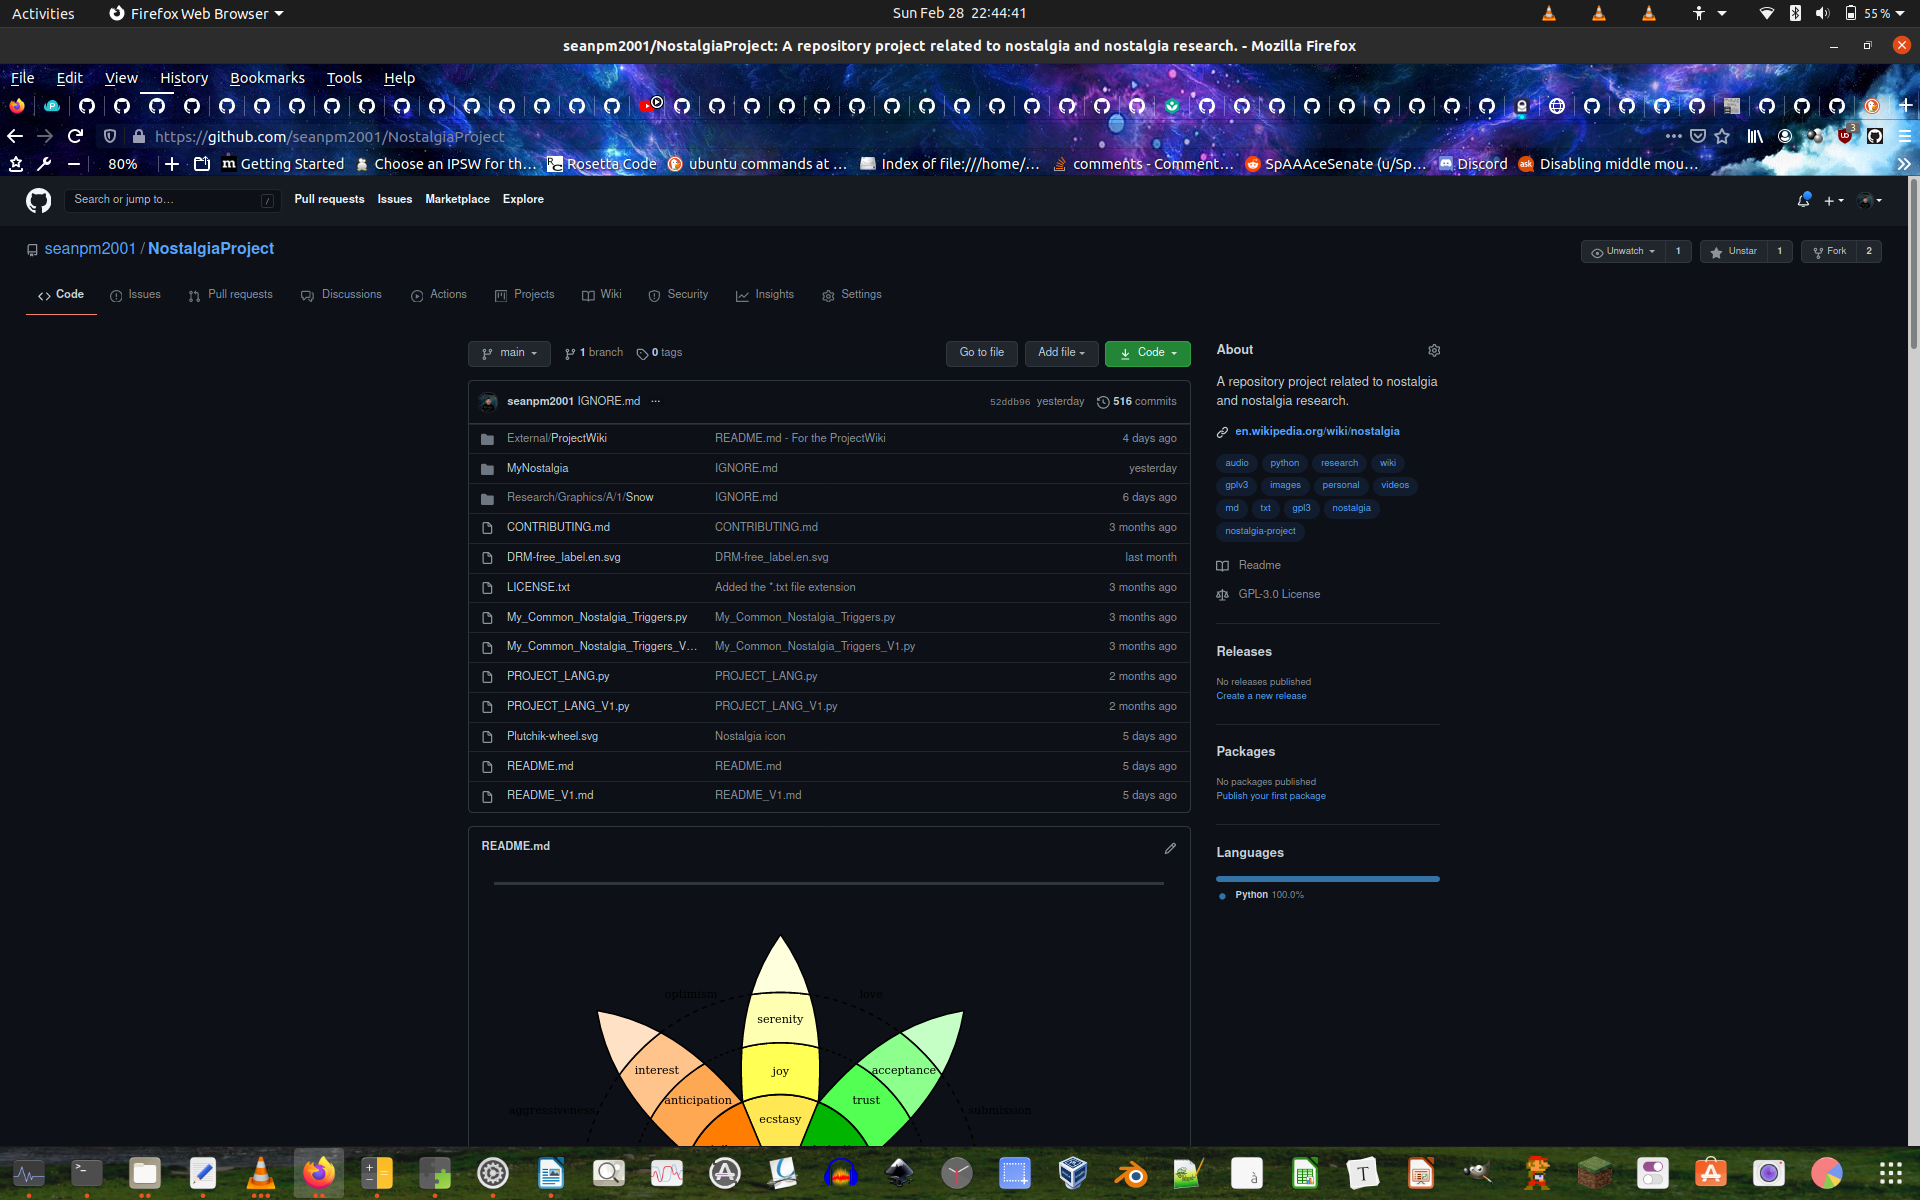 Activities Firefox Web Browser Sun Feb 28 22:44:41 55 %
seanpm2001/NostalgiaProject: A repository project related to nostalgia and nostalgia research. - Mozilla Firefox
File Edit View History Bookmarks Tools Help
https://github.com/seanpm2001/NostalgiaProject 3
80% Getting Started Choose an IPSW for th… Rosetta Code ubuntu commands at … Index of file:///home/… comments - Comment… SpAAAceSenate (u/Sp… Discord Disabling middle mou…
Search or jump to… / Pull requests Issues Marketplace Explore
seanpm2001 / NostalgiaProject Unwatch 1 Unstar 1 Fork 2
Code Issues Pull requests Discussions Actions Projects Wiki Security Insights Settings
main 1 branch 0 tags Go to file Add file Code
seanpm2001 IGNORE.md ... 52ddb96 yesterday 516 commits
External/ProjectWiki README.md - For the ProjectWiki 4 days ago
MyNostalgia IGNORE.md yesterday
Research/Graphics/A/1/Snow IGNORE.md 6 days ago
CONTRIBUTING.md CONTRIBUTING.md 3 months ago
DRM-free_label.en.svg DRM-free_label.en.svg last month
LICENSE.txt Added the *.txt file extension 3 months ago
My_Common_Nostalgia_Triggers.py My_Common_Nostalgia_Triggers.py 3 months ago
My_Common_Nostalgia_Triggers_V… My_Common_Nostalgia_Triggers_V1.py 3 months ago
PROJECT_LANG.py PROJECT_LANG.py 2 months ago
PROJECT_LANG_V1.py PROJECT_LANG_V1.py 2 months ago
Plutchik-wheel.svg Nostalgia icon 5 days ago
README.md README.md 5 days ago
README_V1.md README_V1.md 5 days ago
README.md
optimism love
serenity
interest joy acceptance
anticipation trust
aggressiveness ecstasy submission
About
A repository project related to nostalgia
and nostalgia research.
en.wikipedia.org/wiki/nostalgia
audio python research wiki
gplv3 images personal videos
md txt gpl3 nostalgia
nostalgia-project
Readme
GPL-3.0 License
Releases
No releases published
Create a new release
Packages
No packages published
Publish your first package
Languages
Python 100.0%